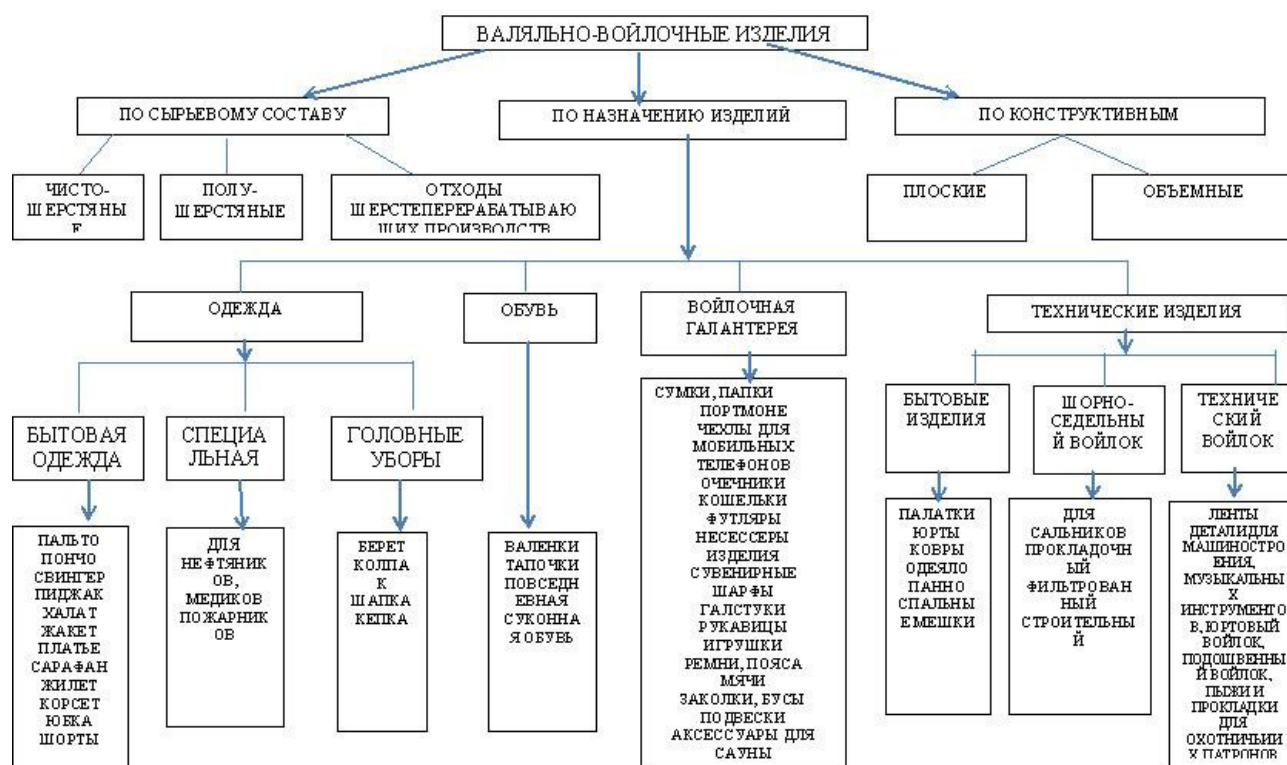 ВАЛЯЛЬНО-ВОЙЛОЧНЫЕ ИЗДЕЛИЯ
ПО СЫРЬЕВОМУ СОСТАВУ
ПО НАЗНАЧЕНИЮ ИЗДЕЛИЙ
ПО КОНСТРУКТИВНЫМ
ЧИСТО-
ШЕРСТЯНЫ
Е
ПОЛУ-
ШЕРСТЯНЫЕ
ОТХОДЫ
ШЕРСТЕПЕРЕРАБАТЫВАЮ
ЩИХ ПРОИЗВОДСТВ
ПЛОСКИЕ
ОБЪЕМНЫЕ
ОДЕЖДА
ОБУВЬ
ВОЙЛОЧНАЯ
ГАЛАНТЕРЕЯ
ТЕХНИЧЕСКИЕ ИЗДЕЛИЯ
БЫТОВАЯ
ОДЕЖДА
СПЕЦИА
ЛЬНАЯ
ГОЛОВНЫЕ
УБОРЫ
БЫТОВЫЕ
ИЗДЕЛИЯ
ШОРНО-
СЕДЕЛЬНЫ
Й ВОЙЛОК
ТЕХНИЧЕ
СКИЙ
ВОЙЛОК
ПАЛЬТО
ПОНЧО
СВИНГЕР
ПИДЖАК
ХАЛАТ
ЖАКЕТ
ПЛАТЬЕ
САРАФАН
ЖИЛЕТ
КОРСЕТ
ЮБКА
ШОРТЫ
ДЛЯ
НЕФТЯНИК
ОВ,
МЕДИКОВ
ПОЖАРНИК
ОВ
БЕРЕТ
КОЛПА
К
ШАПКА
КЕПКА
ВАЛЕНКИ
ТАПОЧКИ
ПОВСЕДН
ЕВНАЯ
СУКОННА
Я ОБУВЬ
СУМКИ, ПАПКИ
ПОРТМОНЕ
ЧЕХЛЫ ДЛЯ
МОБИЛЬНЫХ
ТЕЛЕФОНОВ
ОЧЕЧНИКИ
КОШЕЛЬКИ
ФУТЛЯРЫ
НЕСЕССЕРЫ
ИЗДЕЛИЯ
СУВЕНИРНЫЕ
ШАРФЫ
ГАЛСТУКИ
РУКАВИЦЫ
ИГРУШКИ
РЕМНИ, ПОЯСА
МЯЧИ
ЗАКОЛКИ, БУСЫ
ПОДВЕСКИ
АКСЕССУАРЫ ДЛЯ
САУНЫ
ПАЛАТКИ
ЮРТЫ
КОВРЫ
ОДЕЯЛО
ПАННО
СПАЛЬНЫ
Е МЕШКИ
ДЛЯ
САЛЬНИКОВ
ПРОКЛАДОЧН
ЫЙ
ФИЛЬТРОВАН
НЫЙ
СТРОИТЕЛЬНЫ
Й
ЛЕНТЫ
ДЕТАЛИ ДЛЯ
МАШИНОСТРО
ЕНИЯ,
МУЗЫКАЛЬНЫ
Х
ИНСТРУМЕНТО
В, ЮРТОВЫЙ
ВОЙЛОК,
ПОДОШВЕННЫ
Й ВОЙЛОК,
ПЫЖИ И
ПРОКЛАДКИ
ДЛЯ
ОХОТНИЧЬИИ
Х ПАТРОНОВ